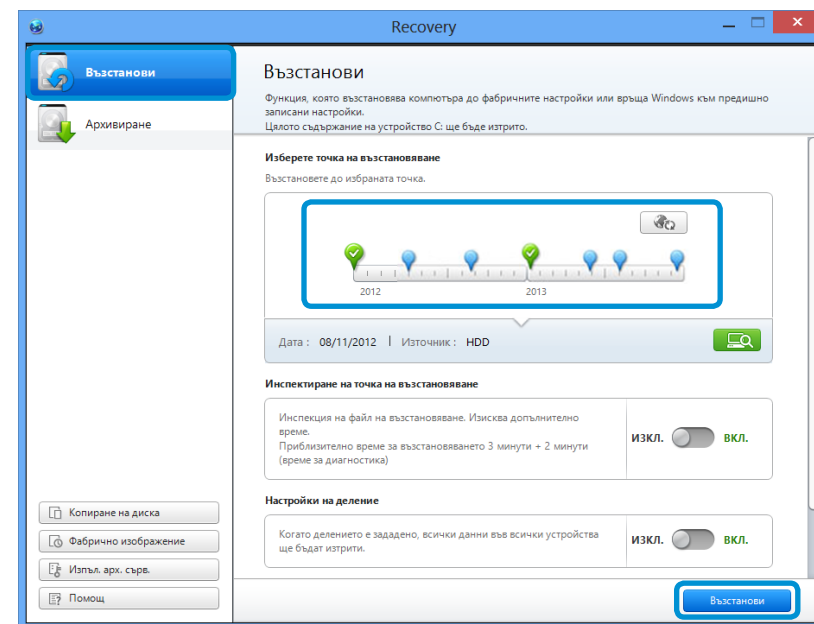 Recovery
Възстанови
Архивиране
Копиране на диска
Фабрично изображение
Изпъл. арх. сърв.
Помощ
Възстанови
Функция, която възстановява компютъра до фабричните настройки или връща Windows към предишно
записани настройки.
Цялото съдържание на устройство C: ще бъде изтрито.
Изберете точка на възстановяване
Възстановете до избраната точка.
2012 2013
Дата : 08/11/2012 | Източник : HDD
Инспектиране на точка на възстановяване
Инспекция на файл на възстановяване. Изисква допълнително
време.
Приблизително време за възстановяването 3 минути + 2 минути
(време за диагностика)
ИЗКЛ. ВКЛ.
Настройки на деление
Когато делението е зададено, всички данни във всички устройства
ще бъдат изтрити.
ИЗКЛ. ВКЛ.
Възстанови